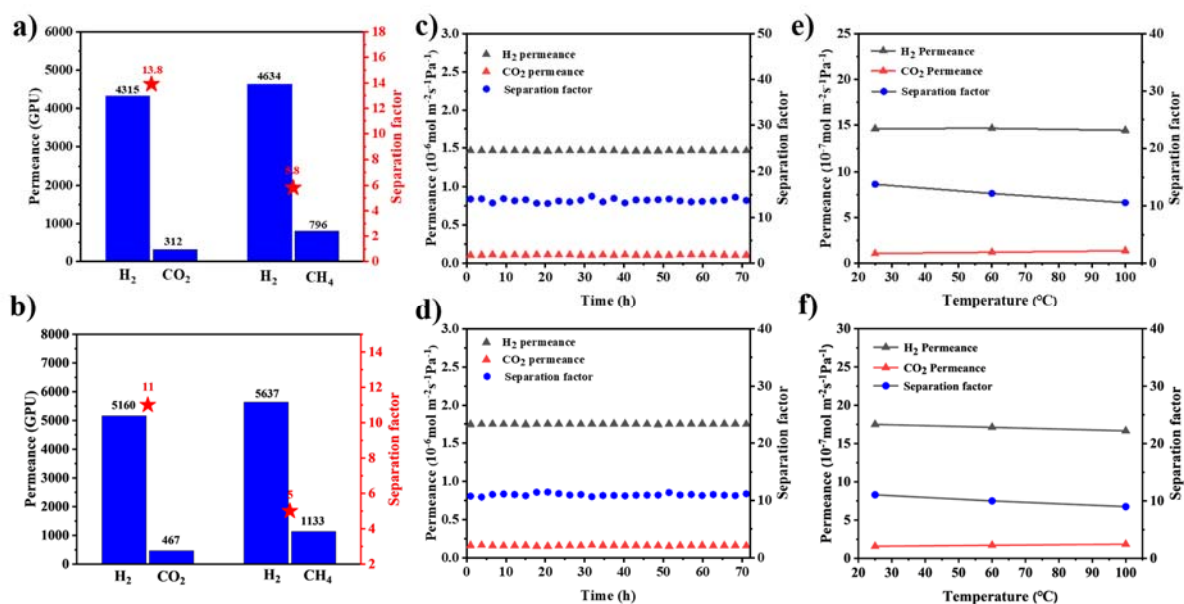 a)
Permeance (GPU)
6000
5000
4000
3000
2000
1000
0
4315
13.8
312
4634
5.8
796
H₂ CO₂ H₂ CH₄
18
16
14
12
10
8
6
4
2
0
Separation factor
b)
Permeance (GPU)
8000
7000
6000
5000
4000
3000
2000
1000
0
5160
11
467
5637
5
1133
H₂ CO₂ H₂ CH₄
14
12
10
8
6
4
2
Separation factor
c)
Permeance (10⁻⁶mol m⁻²s⁻¹Pa⁻¹)
3.0
2.5
2.0
1.5
1.0
0.5
0.0
H₂ permeance
CO₂ permeance
Separation factor
50
40
30
20
10
0
Separation factor
0 10 20 30 40 50 60 70
Time (h)
d)
Permeance (10⁻⁶mol m⁻²s⁻¹Pa⁻¹)
3.0
2.5
2.0
1.5
1.0
0.5
0.0
H₂ permeance
CO₂ permeance
Separation factor
40
30
20
10
0
Separation factor
0 10 20 30 40 50 60 70
Time (h)
e)
Permeance (10⁻⁷mol m⁻²s⁻¹Pa⁻¹)
25
20
15
10
5
0
H₂ Permeance
CO₂ Permeance
Separation factor
40
30
20
10
0
Separation factor
20 30 40 50 60 70 80 90 100
Temperature (℃)
f)
Permeance (10⁻⁷mol m⁻²s⁻¹Pa⁻¹)
30
25
20
15
10
5
0
H₂ Permeance
CO₂ Permeance
Separation factor
40
30
20
10
0
Separation factor
20 30 40 50 60 70 80 90 100
Temperature (℃)